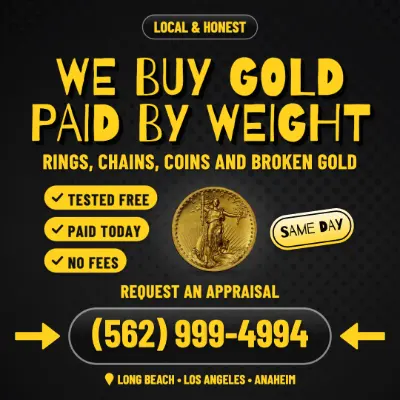 LOCAL & HONEST
WE BUY GOLD
PAID BY WEIGHT
RINGS, CHAINS, COINS AND BROKEN GOLD
TESTED FREE
PAID TODAY
NO FEES
SAME DAY
REQUEST AN APPRAISAL
(562) 999-4994
LONG BEACH • LOS ANGELES • ANAHEIM